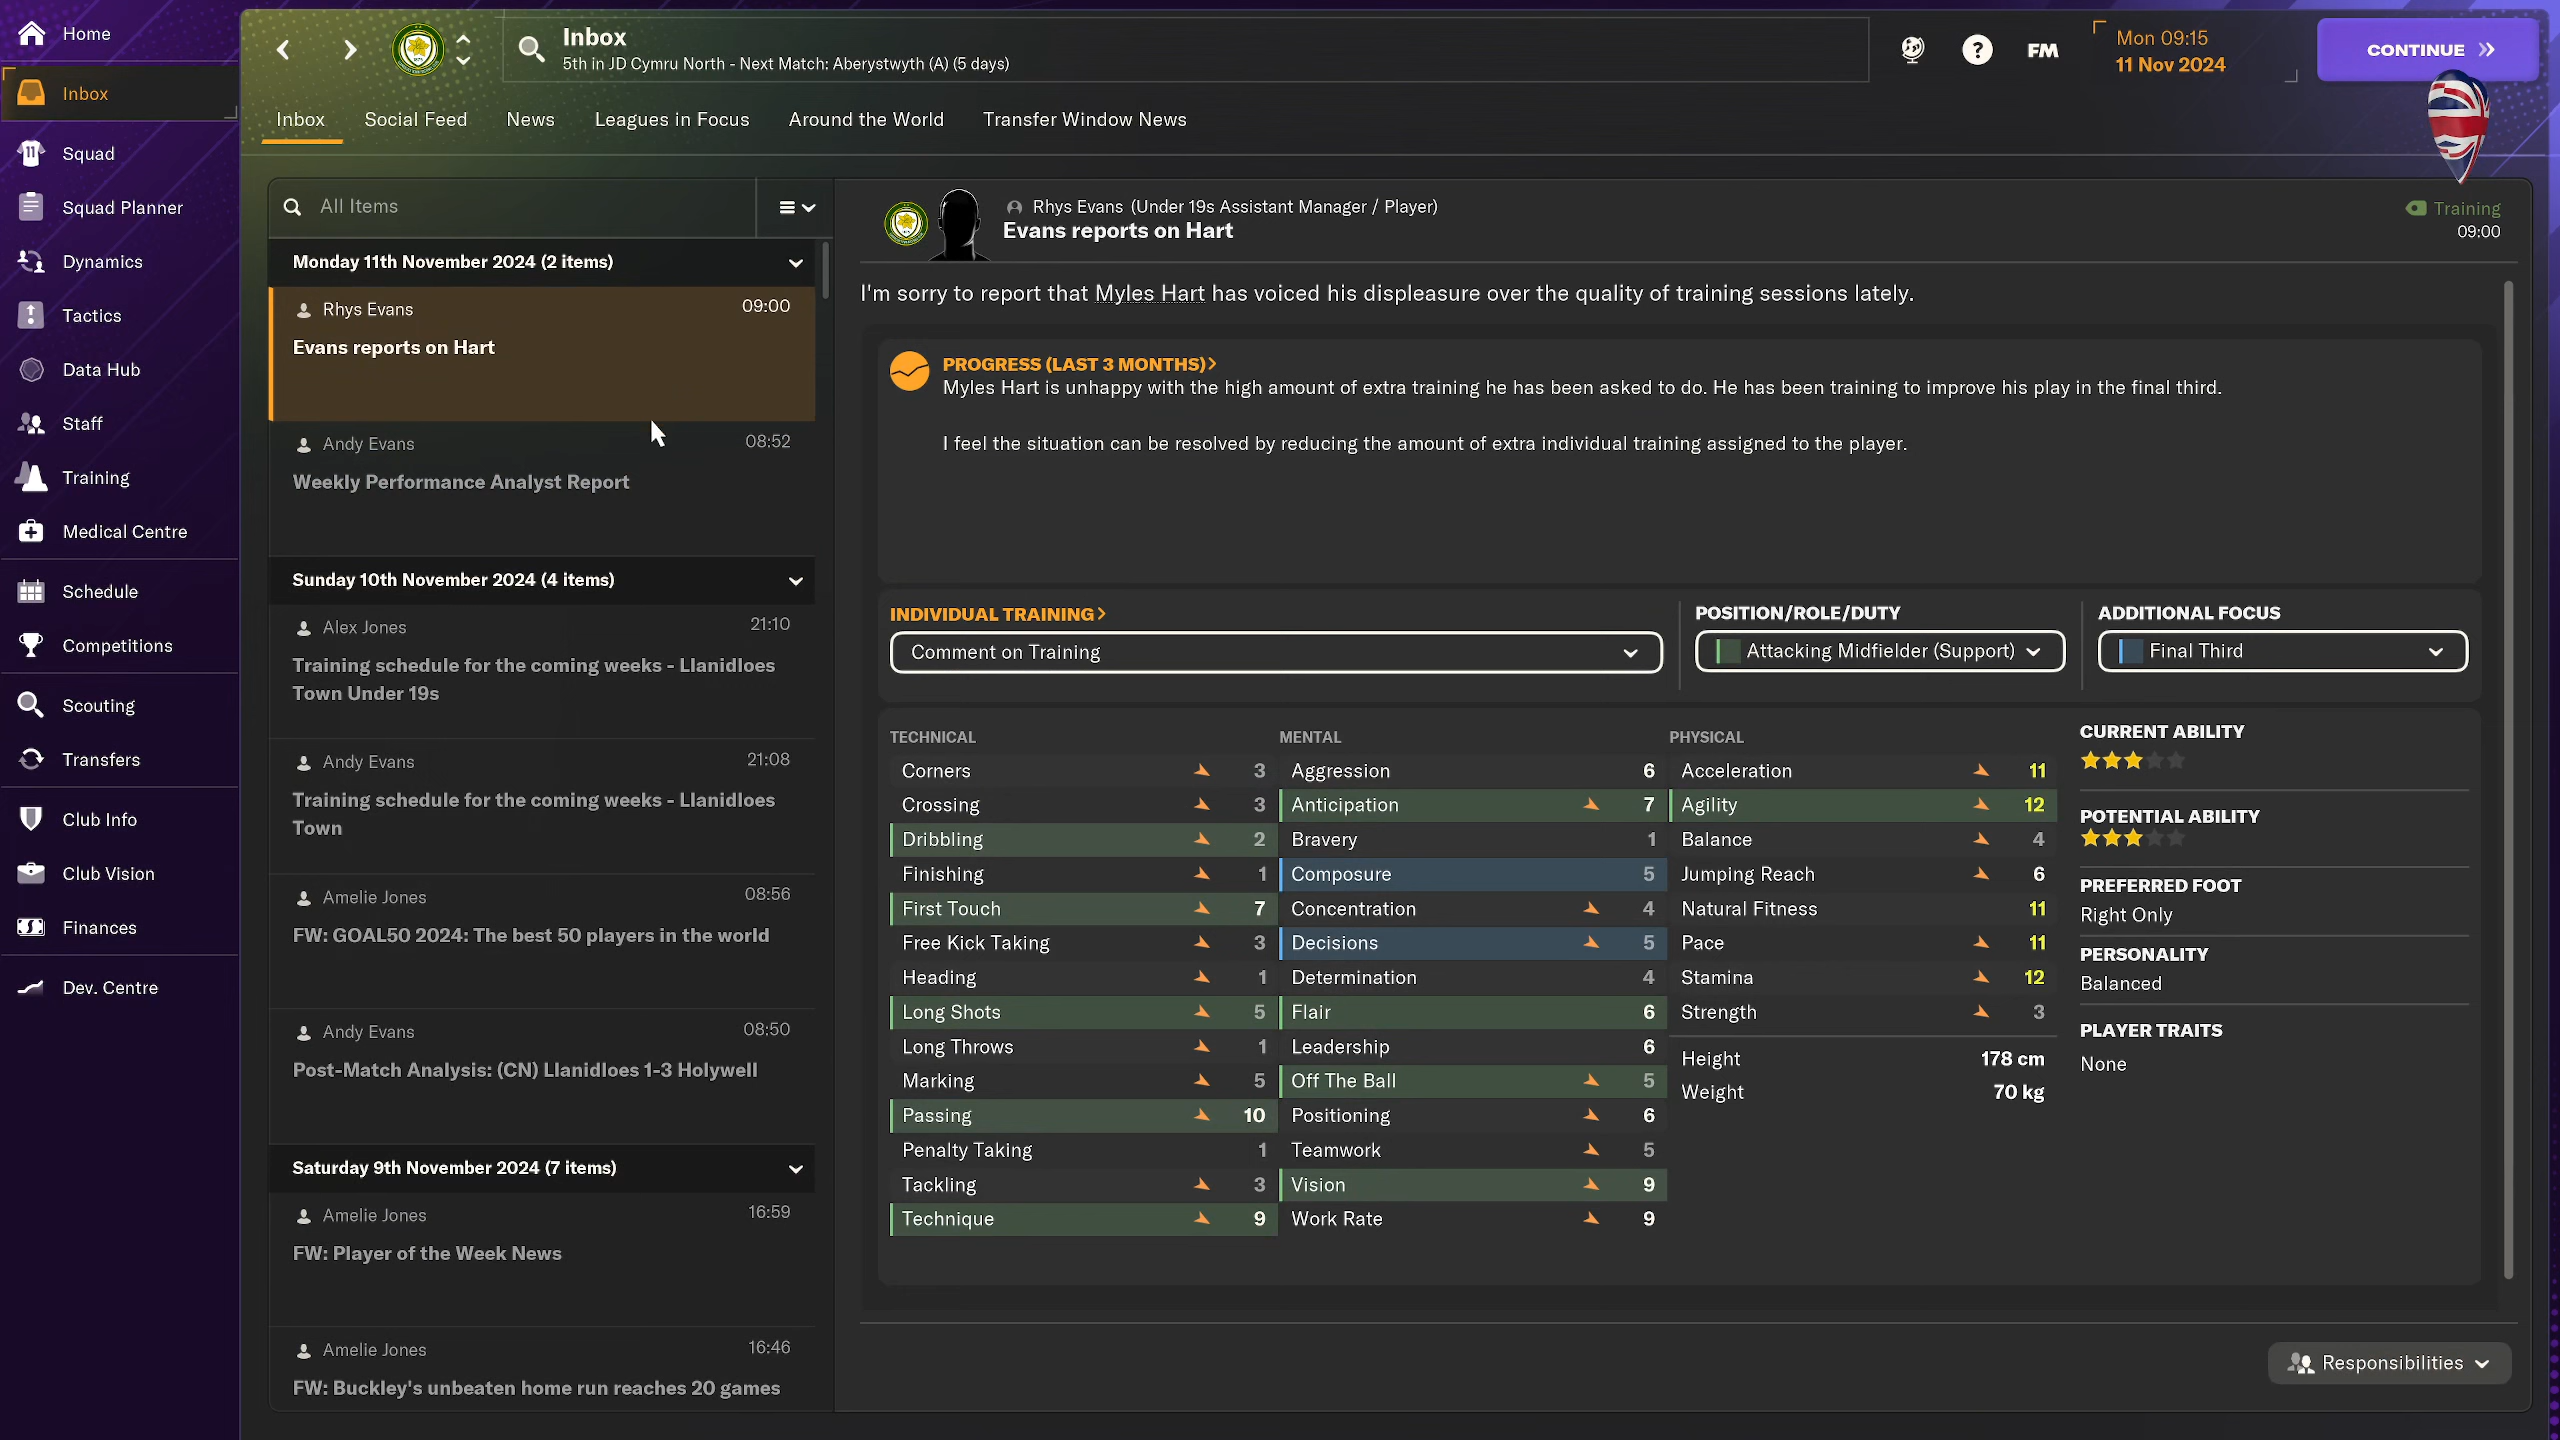 Home
Inbox
Squad
Squad Planner
Dynamics
Tactics
Data Hub
Staff
Training
Medical Centre
Schedule
Competitions
Scouting
Transfers
Club Info
Club Vision
Finances
Dev. Centre
Inbox
5th in JD Cymru North - Next Match: Aberystwyth (A) (5 days)
FM
Mon 09:15
11 Nov 2024
CONTINUE
Inbox
Social Feed
News
Leagues in Focus
Around the World
Transfer Window News
All Items
Monday 11th November 2024 (2 items)
Rhys Evans 09:00
Evans reports on Hart
Andy Evans 08:52
Weekly Performance Analyst Report
Sunday 10th November 2024 (4 items)
Alex Jones 21:10
Training schedule for the coming weeks - Llanidloes
Town Under 19s
Andy Evans 21:08
Training schedule for the coming weeks - Llanidloes
Town
Amelie Jones 08:56
FW: GOAL50 2024: The best 50 players in the world
Andy Evans 08:50
Post-Match Analysis: (CN) Llanidloes 1-3 Holywell
Saturday 9th November 2024 (7 items)
Amelie Jones 16:59
FW: Player of the Week News
Amelie Jones 16:46
FW: Buckley's unbeaten home run reaches 20 games
Rhys Evans (Under 19s Assistant Manager / Player)
Evans reports on Hart
Training
09:00
I'm sorry to report that Myles Hart has voiced his displeasure over the quality of training sessions lately.
PROGRESS (LAST 3 MONTHS)>
Myles Hart is unhappy with the high amount of extra training he has been asked to do. He has been training to improve his play in the final third.
I feel the situation can be resolved by reducing the amount of extra individual training assigned to the player.
INDIVIDUAL TRAINING>
Comment on Training
POSITION/ROLE/DUTY
Attacking Midfielder (Support)
ADDITIONAL FOCUS
Final Third
TECHNICAL
Corners 3
Crossing 3
Dribbling 2
Finishing 1
First Touch 7
Free Kick Taking 3
Heading 1
Long Shots 5
Long Throws 1
Marking 5
Passing 10
Penalty Taking 1
Tackling 3
Technique 9
MENTAL
Aggression 6
Anticipation 7
Bravery 1
Composure 5
Concentration 4
Decisions 5
Determination 4
Flair 6
Leadership 6
Off The Ball 5
Positioning 6
Teamwork 5
Vision 9
Work Rate 9
PHYSICAL
Acceleration 11
Agility 12
Balance 4
Jumping Reach 6
Natural Fitness 11
Pace 11
Stamina 12
Strength 3
Height 178 cm
Weight 70 kg
CURRENT ABILITY
POTENTIAL ABILITY
PREFERRED FOOT
Right Only
PERSONALITY
Balanced
PLAYER TRAITS
None
Responsibilities